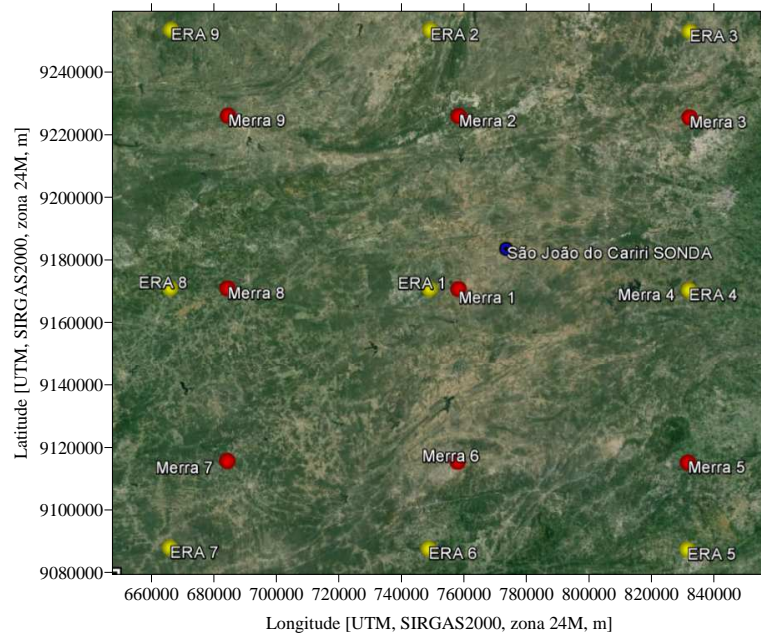 ERA 9 ERA 2 ERA 3
9240000
Merra 9 Merra 2 Merra 3
9220000
9200000
São João do Cariri SONDA
9180000
ERA 8 Merra 8 ERA 1 Merra 1 Merra 4 ERA 4
9160000
9140000
9120000
Merra 7 Merra 6 Merra 5
9100000
ERA 7 ERA 6 ERA 5
9080000
660000 680000 700000 720000 740000 760000 780000 800000 820000 840000
Longitude [UTM, SIRGAS2000, zona 24M, m]
Latitude [UTM, SIRGAS2000, zona 24M, m]